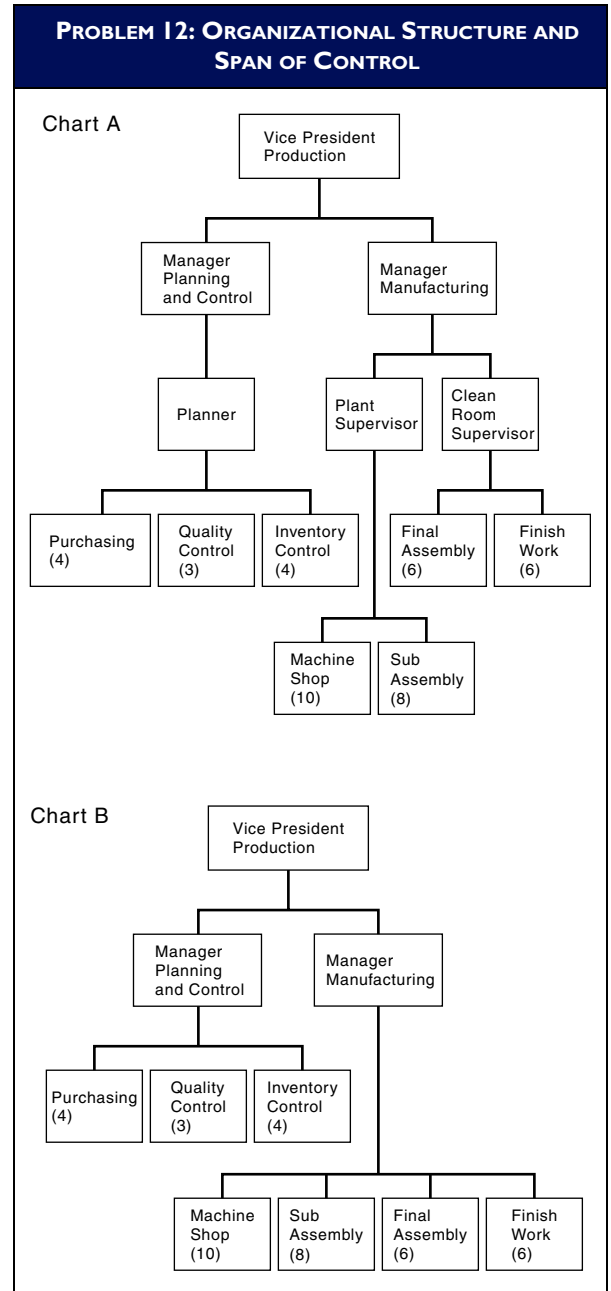 PROBLEM 12: ORGANIZATIONAL STRUCTURE AND
SPAN OF CONTROL
Chart A
Vice President
Production
Manager
Planning
and Control
Manager
Manufacturing
Planner
Plant
Supervisor
Clean
Room
Supervisor
Purchasing
(4)
Quality
Control
(3)
Inventory
Control
(4)
Final
Assembly
(6)
Finish
Work
(6)
Machine
Shop
(10)
Sub
Assembly
(8)
Chart B
Vice President
Production
Manager
Planning
and Control
Manager
Manufacturing
Purchasing
(4)
Quality
Control
(3)
Inventory
Control
(4)
Machine
Shop
(10)
Sub
Assembly
(8)
Final
Assembly
(6)
Finish
Work
(6)